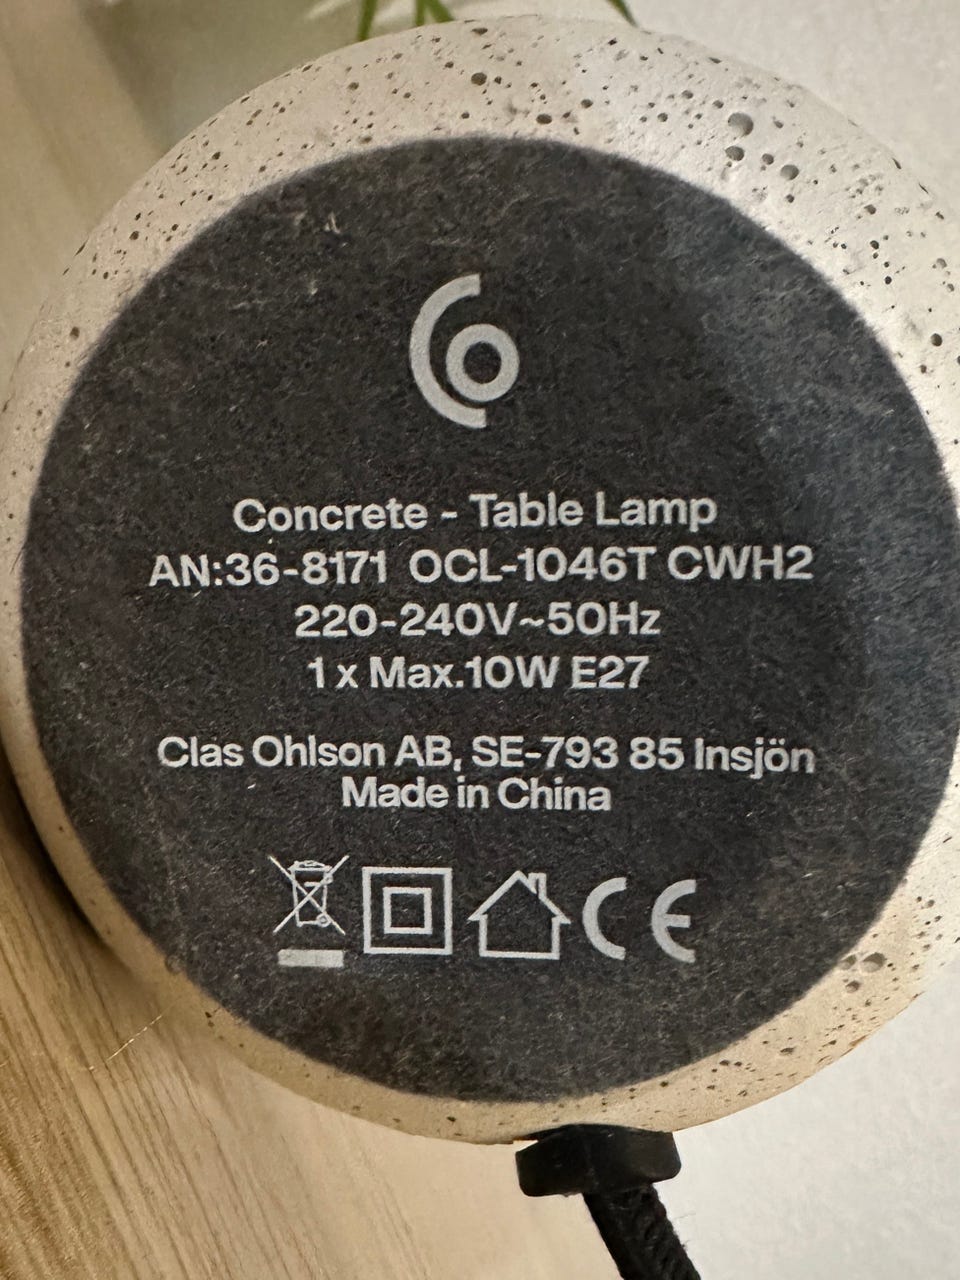 Co
Concrete - Table Lamp
AN:36-8171 OCL-1046T CWH2
220-240V~50Hz
1 x Max.10W E27
Clas Ohlson AB, SE-793 85 Insjön
Made in China
CE